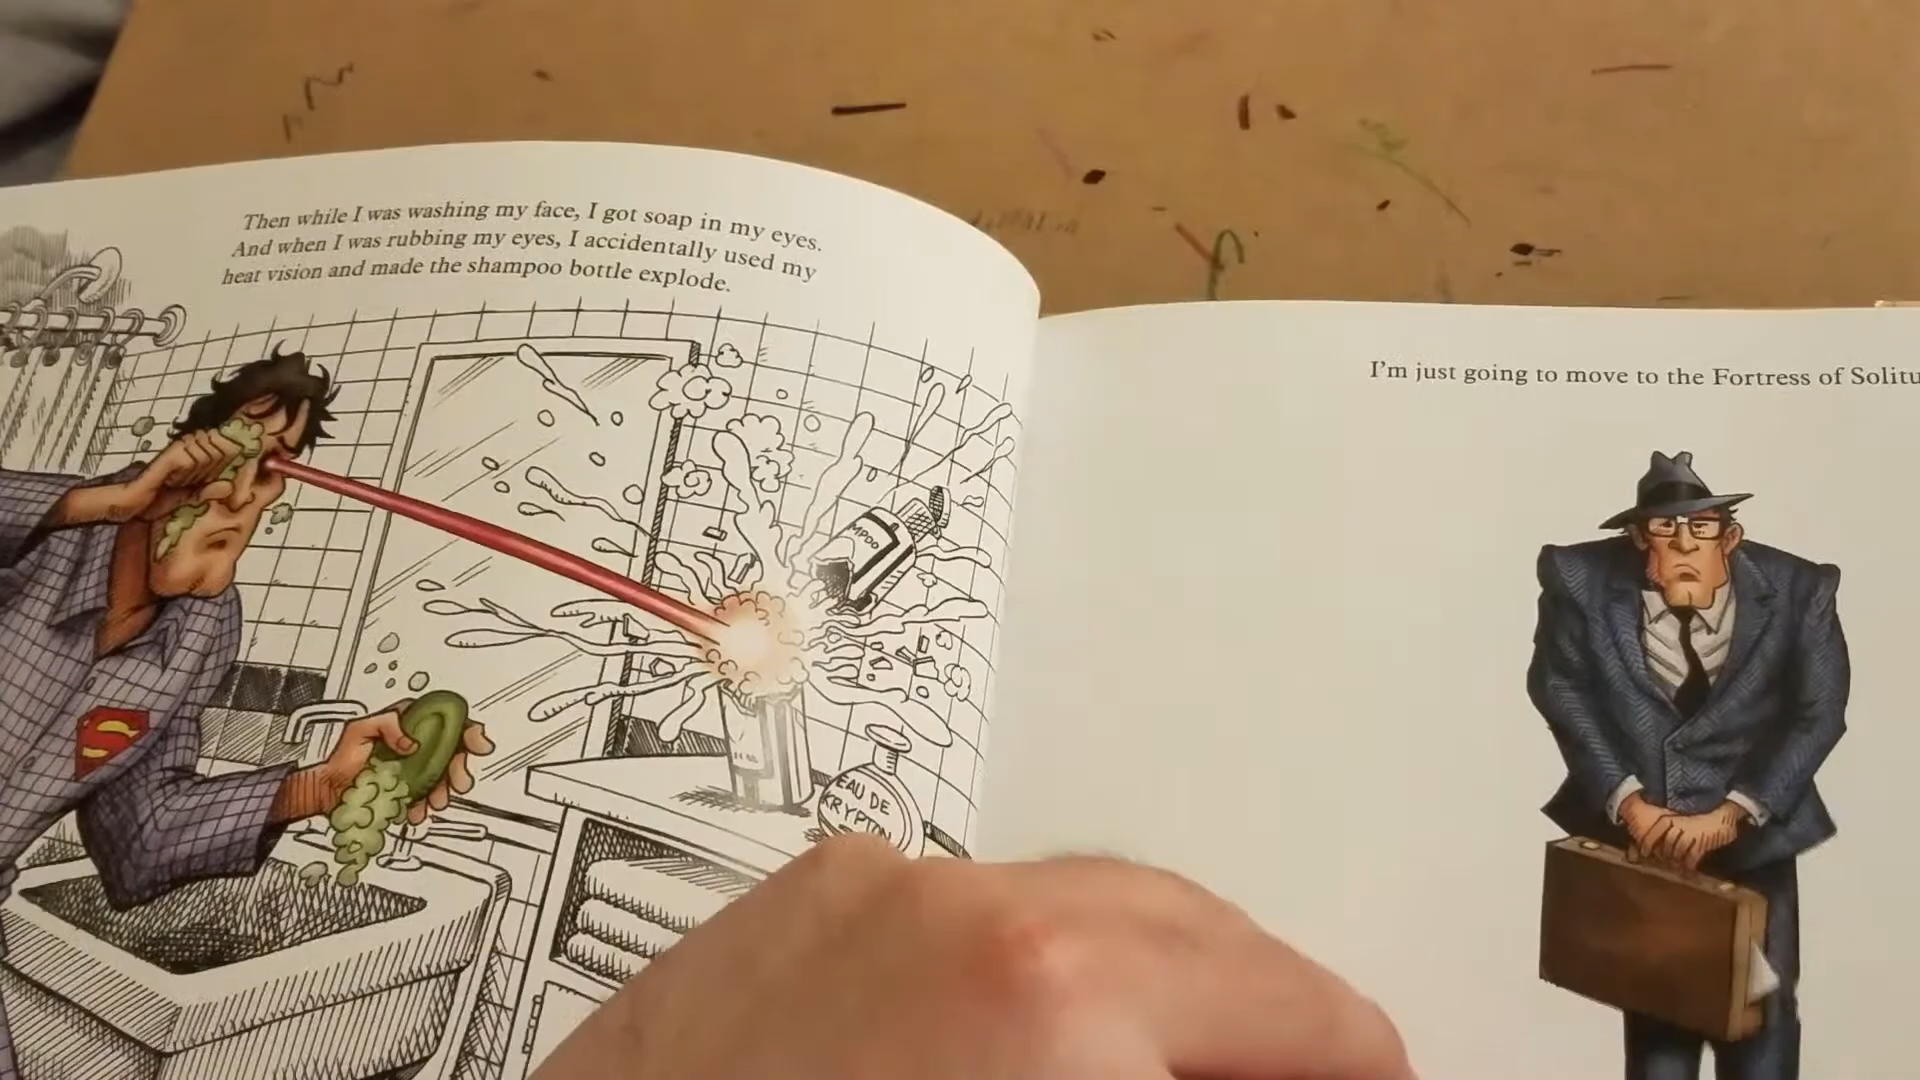 Then while I was washing my face, I got soap in my eyes.
And when I was rubbing my eyes, I accidentally used my
heat vision and made the shampoo bottle explode.
I'm just going to move to the Fortress of Solitu
MPOO
EAU DE
KRYPTON
S